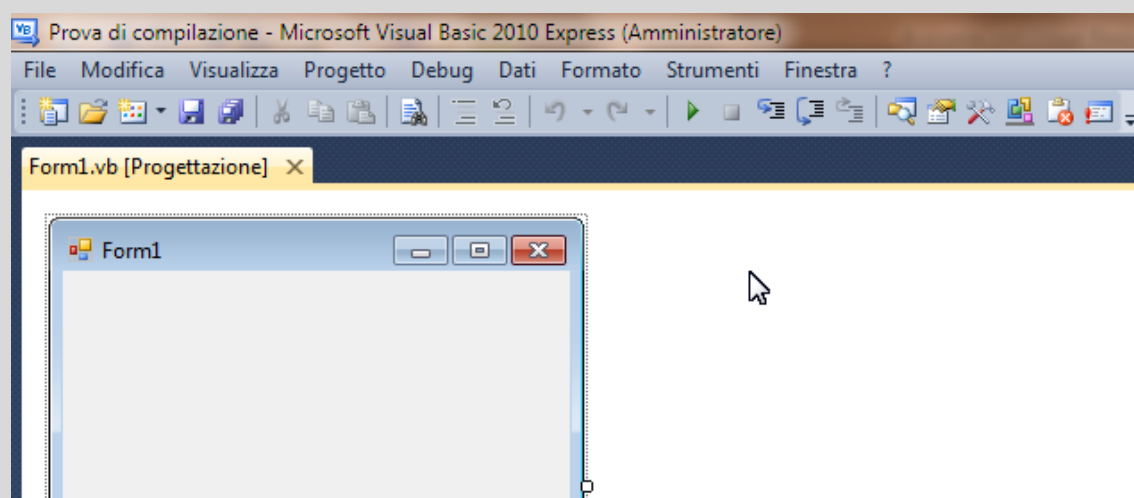 Prova di compilazione - Microsoft Visual Basic 2010 Express (Amministratore)
File Modifica Visualizza Progetto Debug Dati Formato Strumenti Finestra ?
Form1.vb [Progettazione]
Form1